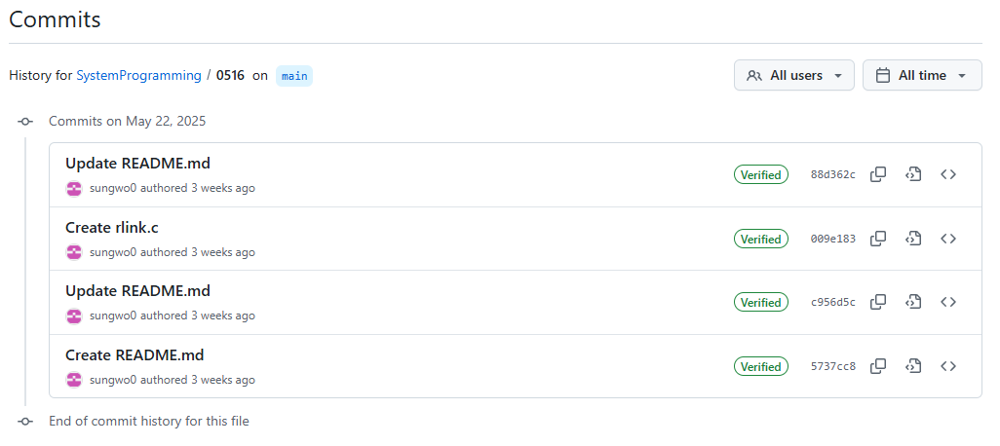 Commits
History for SystemProgramming / 0516 on main
All users
All time
Commits on May 22, 2025
Update README.md
sungwo0 authored 3 weeks ago
Verified
88d362c
Create rlink.c
sungwo0 authored 3 weeks ago
Verified
009e183
Update README.md
sungwo0 authored 3 weeks ago
Verified
c956d5c
Create README.md
sungwo0 authored 3 weeks ago
Verified
5737cc8
End of commit history for this file